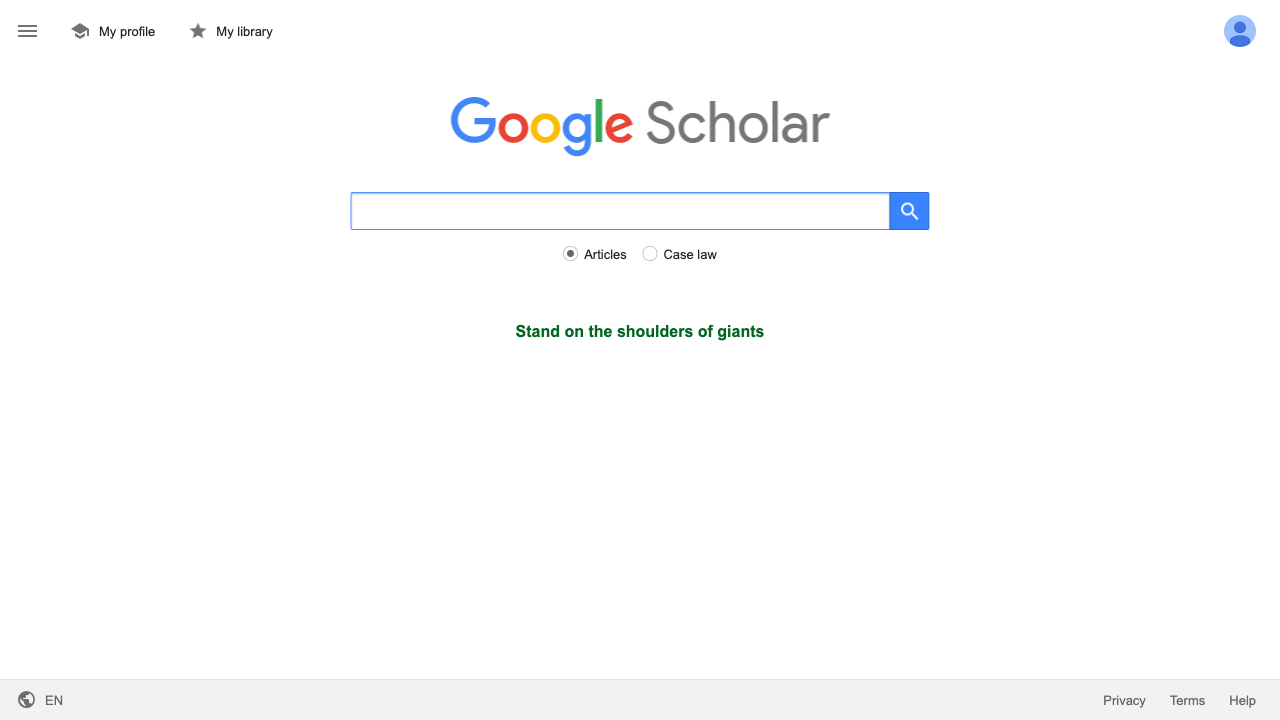 My profile
My library
Google Scholar
Articles
Case law
Stand on the shoulders of giants
EN
Privacy
Terms
Help